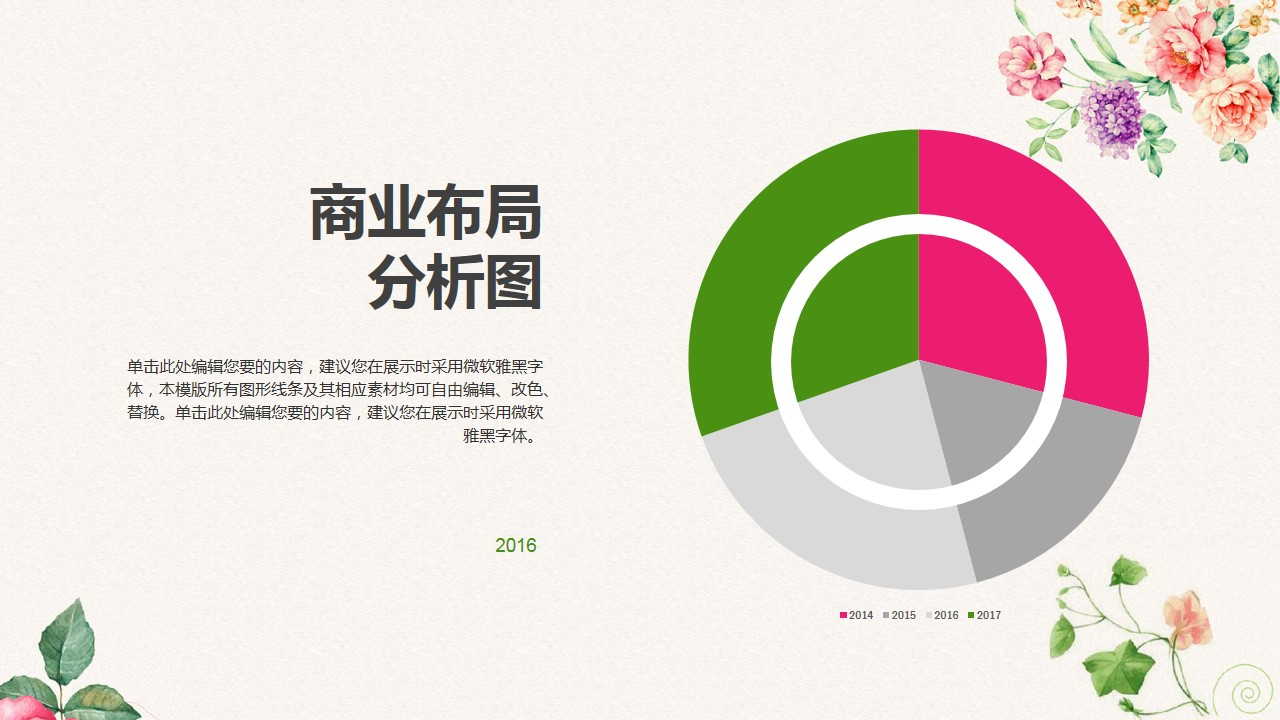 商业布局
分析图
单击此处编辑您要的内容，建议您在展示时采用微软雅黑字
体，本模版所有图形线条及其相应素材均可自由编辑、改色、
替换。单击此处编辑您要的内容，建议您在展示时采用微软
雅黑字体。
2016
2014 2015 2016 2017